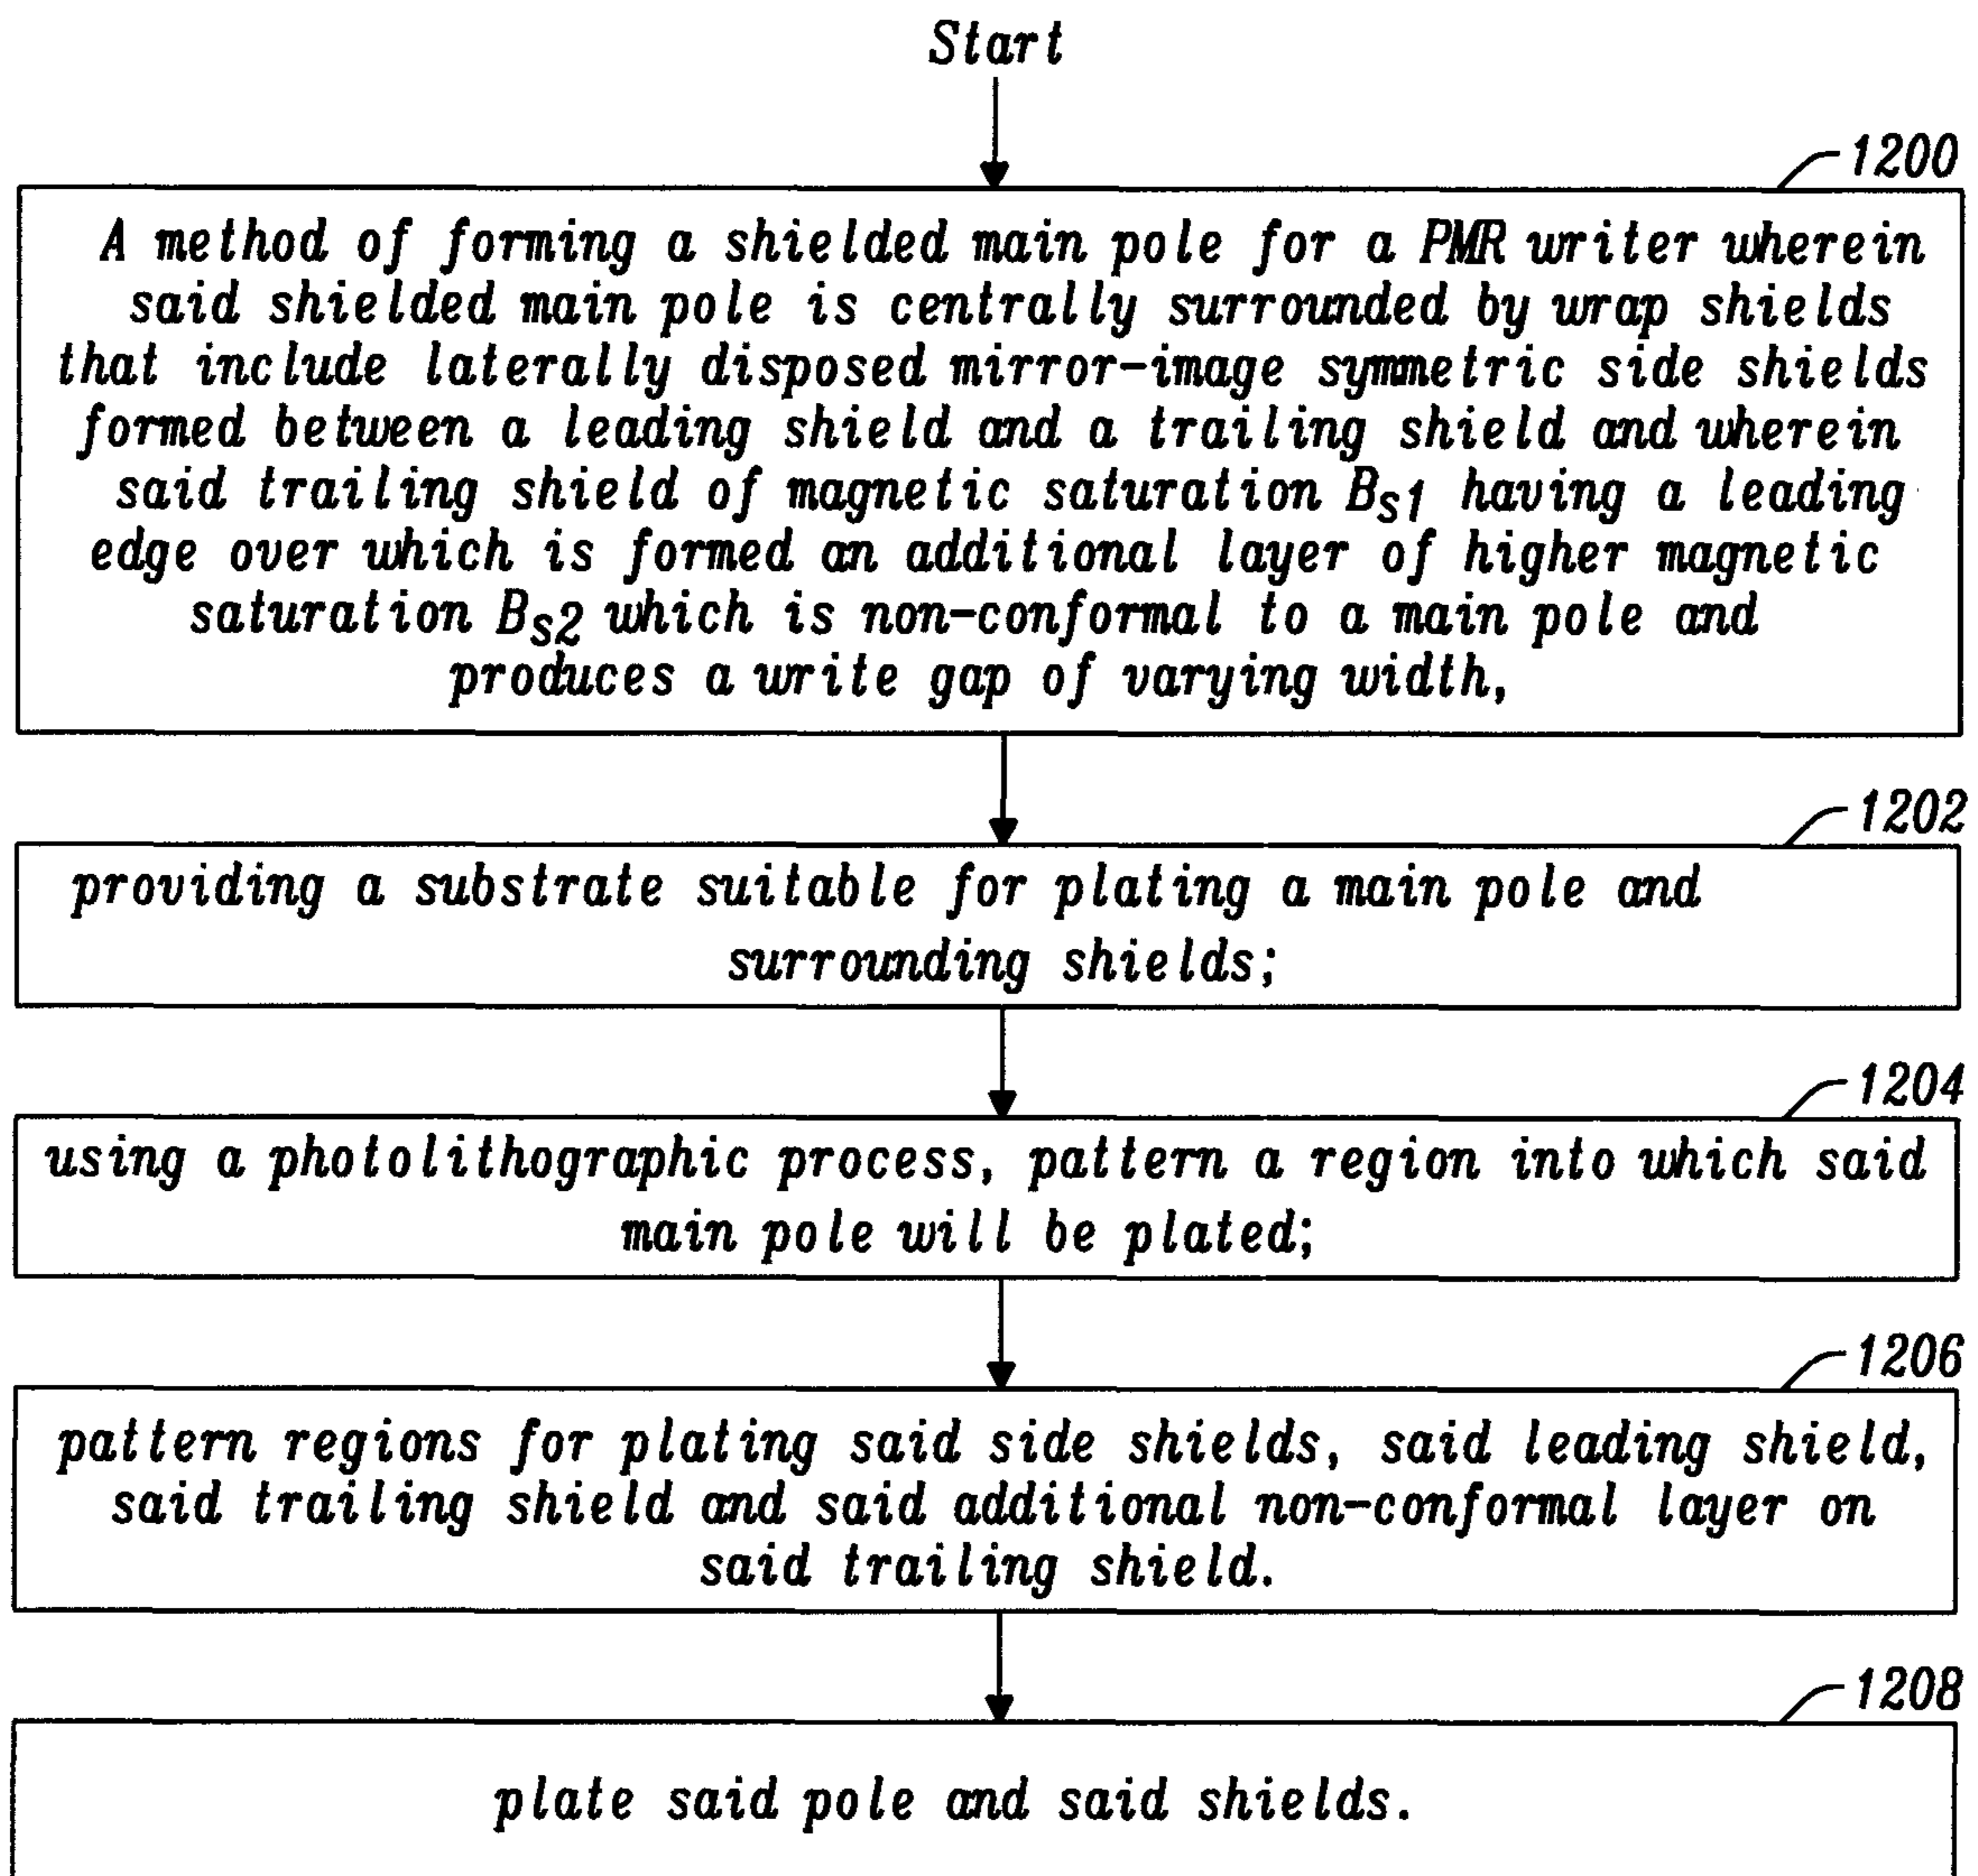 Start
1200
A method of forming a shielded main pole for a PMR writer wherein
said shielded main pole is centrally surrounded by wrap shields
that include laterally disposed mirror-image symmetric side shields
formed between a leading shield and a trailing shield and wherein
said trailing shield of magnetic saturation Bs1 having a leading
edge over which is formed an additional layer of higher magnetic
saturation Bs2 which is non-conformal to a main pole and
produces a write gap of varying width,
1202
providing a substrate suitable for plating a main pole and
surrounding shields;
1204
using a photolithographic process, pattern a region into which said
main pole will be plated;
1206
pattern regions for plating said side shields, said leading shield,
said trailing shield and said additional non-conformal layer on
said trailing shield.
1208
plate said pole and said shields.